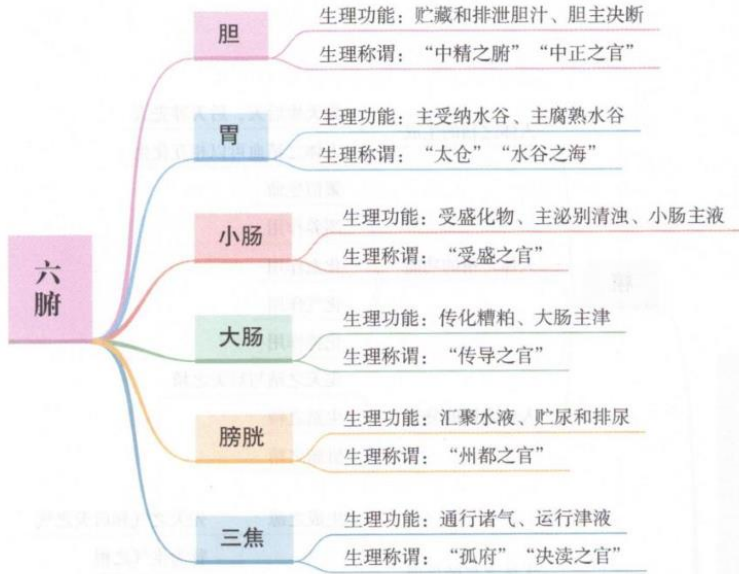 六腑
胆
生理功能：贮藏和排泄胆汁、胆主决断
生理称谓：“中精之腑”“中正之官”
胃
生理功能：主受纳水谷、主腐熟水谷
生理称谓：“太仓”“水谷之海”
小肠
生理功能：受盛化物、主泌别清浊、小肠主液
生理称谓：“受盛之官”
大肠
生理功能：传化糟粕、大肠主津
生理称谓：“传导之官”
膀胱
生理功能：汇聚水液、贮尿和排尿
生理称谓：“州都之官”
三焦
生理功能：通行诸气、运行津液
生理称谓：“孤府”“决渎之官”